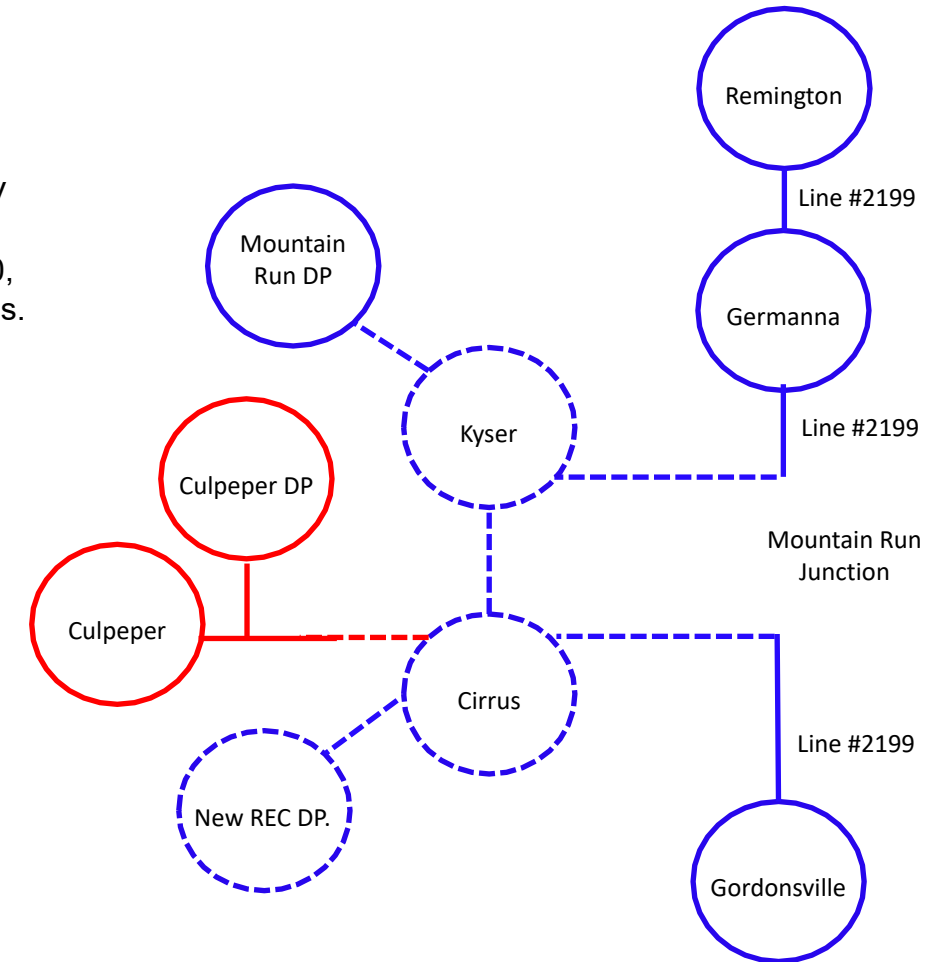 Remington
y
Line #2199
Mountain
Run DP
0,
s.
Germanna
Line #2199
Kyser
Culpeper DP
Mountain Run
Junction
Culpeper
Cirrus
Line #2199
New REC DP.
Gordonsville